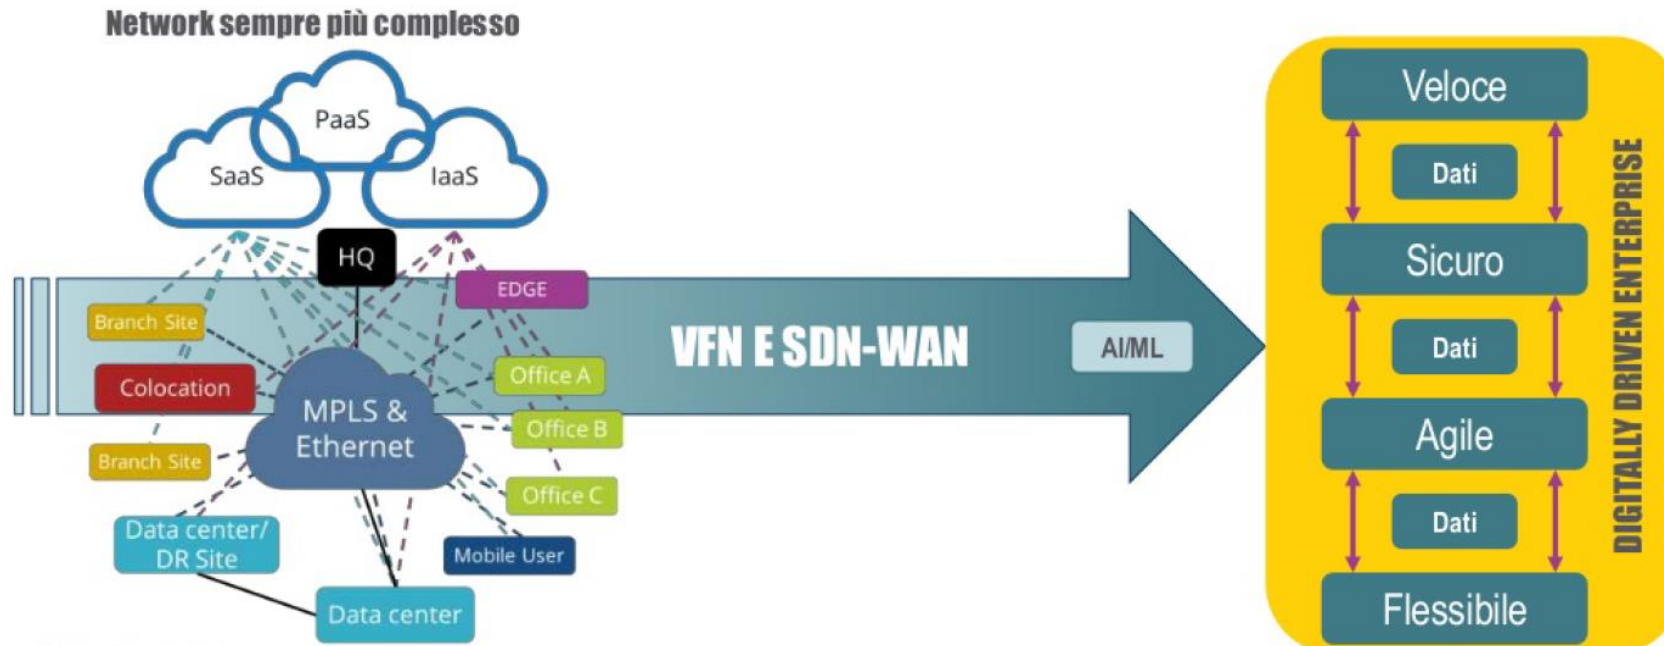 Network sempre più complesso
PaaS
SaaS
IaaS
HQ
EDGE
Branch Site
Colocation
MPLS &
Ethernet
Office A
Office B
Branch Site
Office C
Data center/
DR Site
Mobile User
Data center
VFN E SDN-WAN
AI/ML
Veloce
Dati
Sicuro
Dati
Agile
Dati
Flessibile
DIGITALLY DRIVEN ENTERPRISE